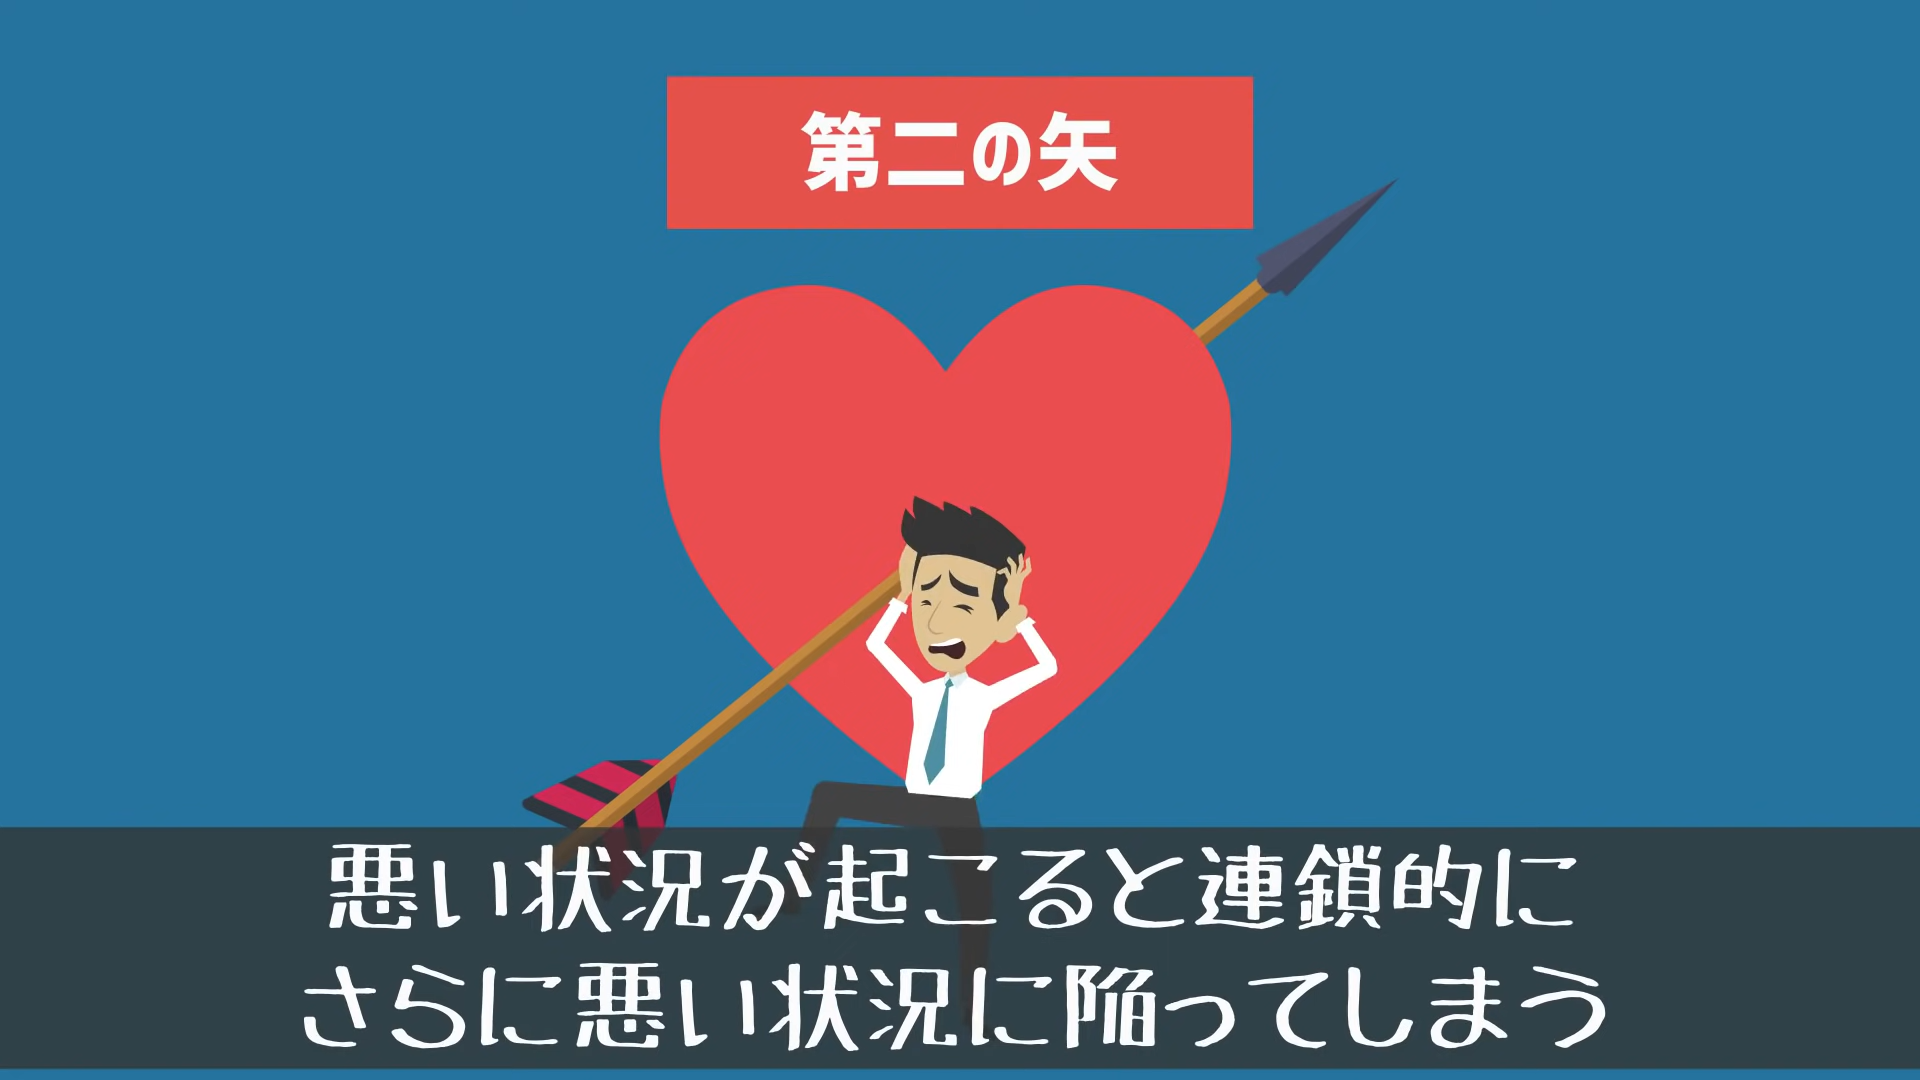 第二の矢
悪い状況が起こると連鎖的に
さらに悪い状況に陥ってしまう